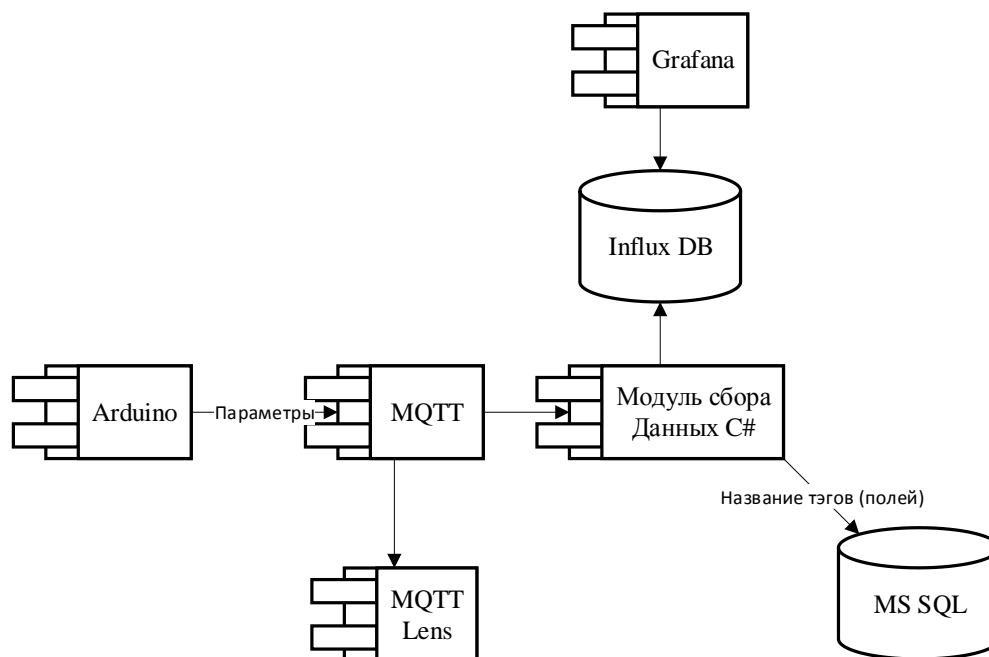 Grafana
Influx DB
Arduino
Параметры
MQTT
Модуль сбора
Данных C#
Название тэгов (полей)
MQTT
Lens
MS SQL